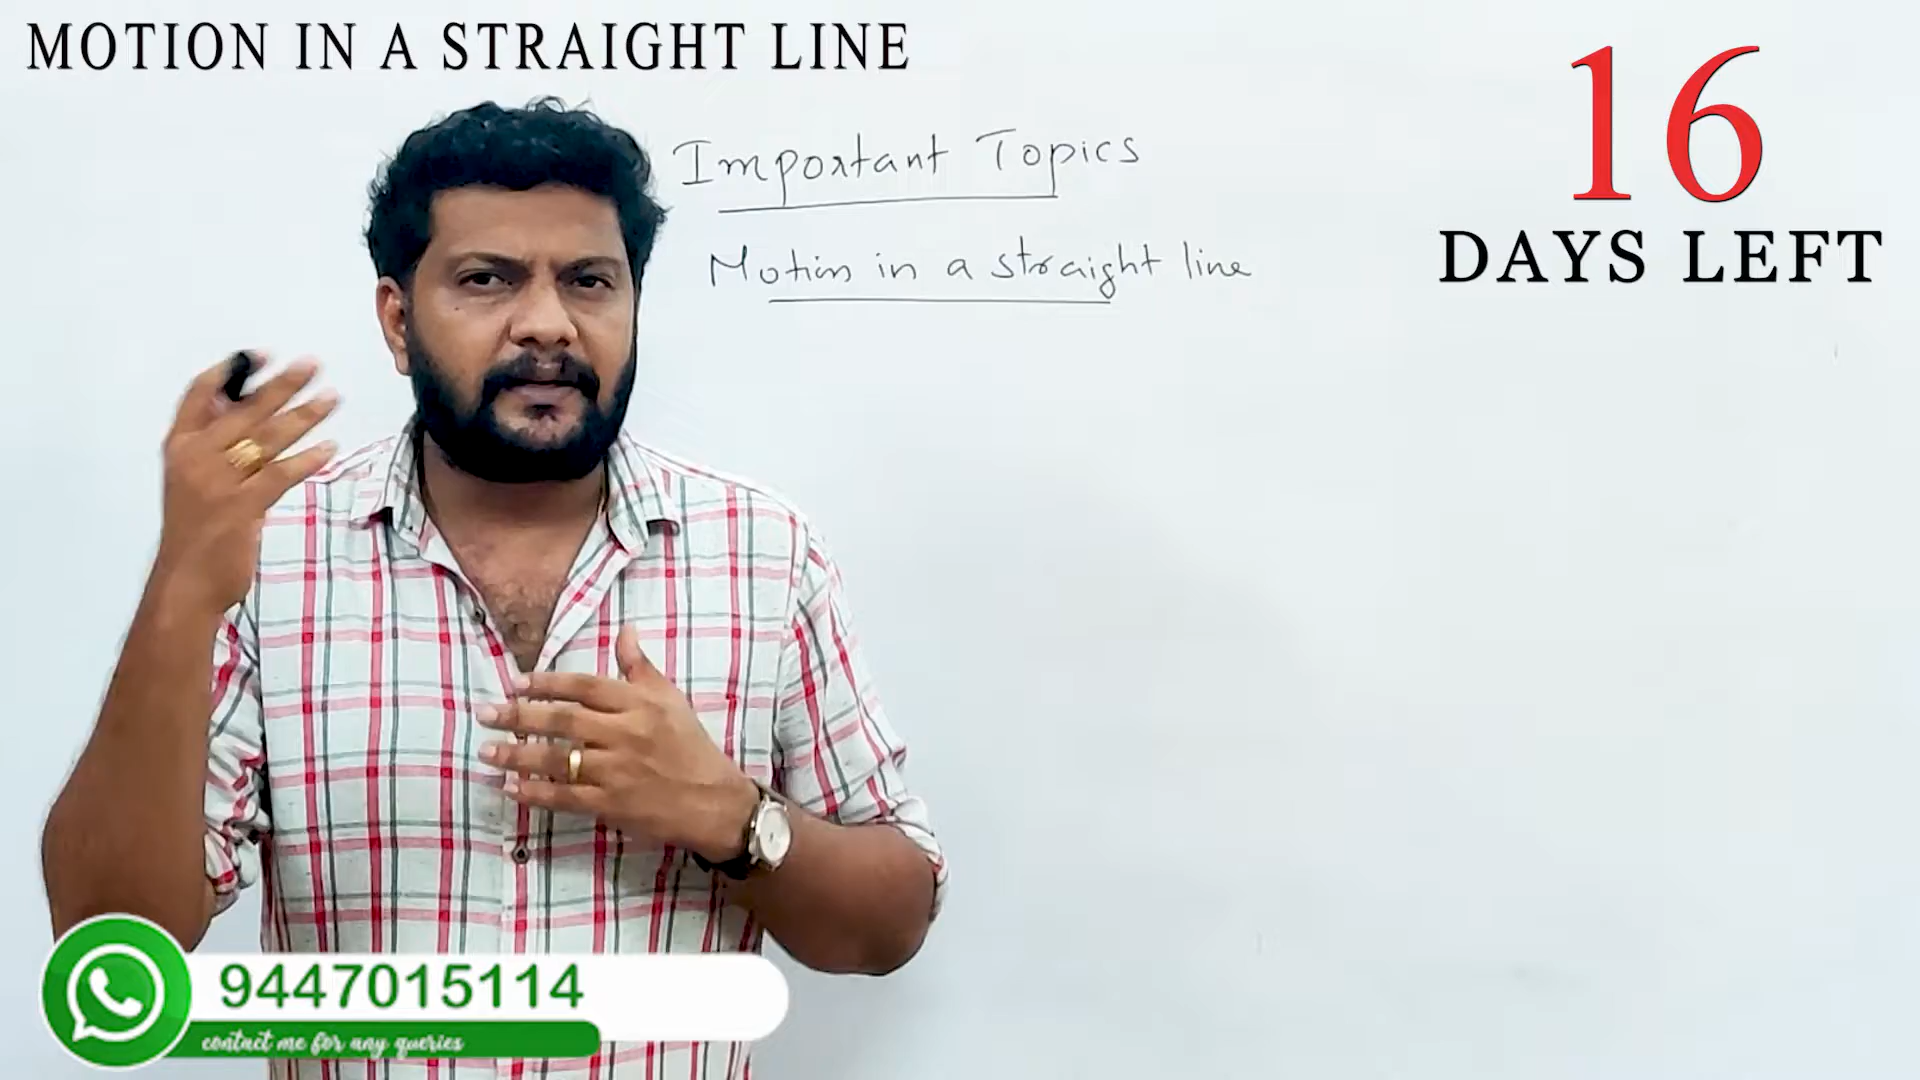 MOTION IN A STRAIGHT LINE
16
DAYS LEFT
Important Topics
Motion in a straight line
9447015114
contact me for any queries